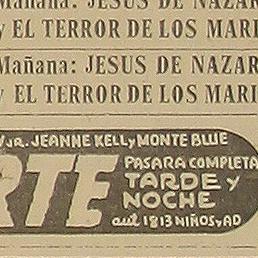 Mañana: JESUS DE NAZAR
y EL TERROR DE LOS MARI
Mañana: JESUS DE NAZAR
y EL TERROR DE LOS MARI
JR. JEANNE KELL y MONTE BLUE
RTE
PASARA COMPLETA
TARDE y
NOCHE
aut 1813 NIÑOS y AD